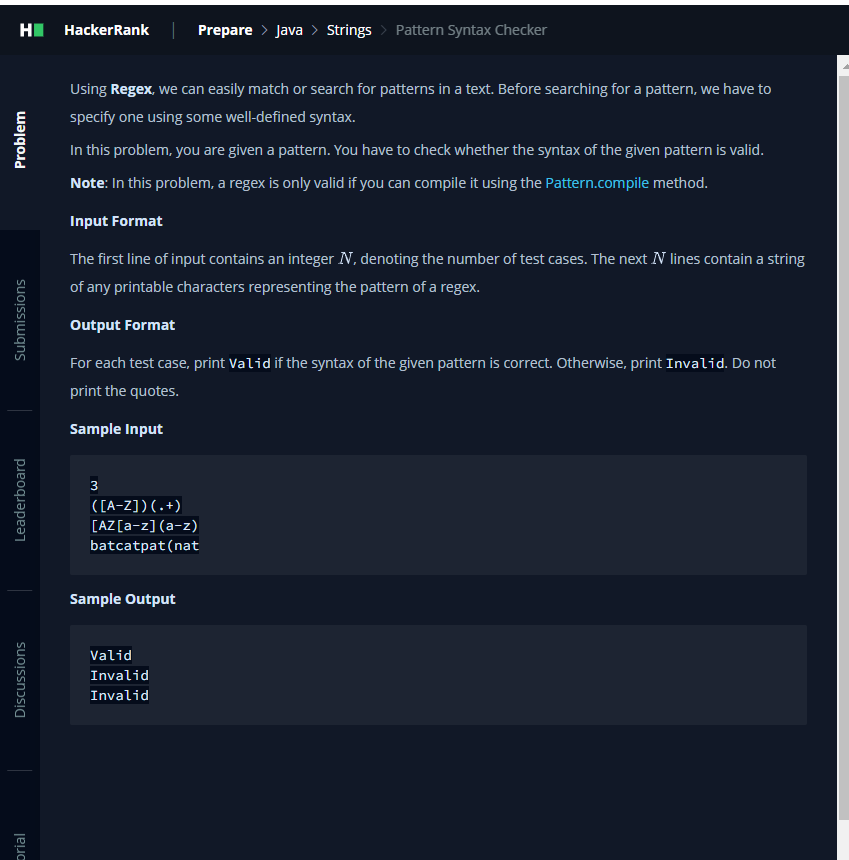 H HackerRank | Prepare > Java > Strings > Pattern Syntax Checker
Problem
Submissions
Leaderboard
Discussions
orial
Using Regex, we can easily match or search for patterns in a text. Before searching for a pattern, we have to
specify one using some well-defined syntax.
In this problem, you are given a pattern. You have to check whether the syntax of the given pattern is valid.
Note: In this problem, a regex is only valid if you can compile it using the Pattern.compile method.
Input Format
The first line of input contains an integer N, denoting the number of test cases. The next N lines contain a string
of any printable characters representing the pattern of a regex.
Output Format
For each test case, print Valid if the syntax of the given pattern is correct. Otherwise, print Invalid. Do not
print the quotes.
Sample Input
3
([A-Z])(.+)
[AZ[a-z](a-z)
batcatpat(nat
Sample Output
Valid
Invalid
Invalid